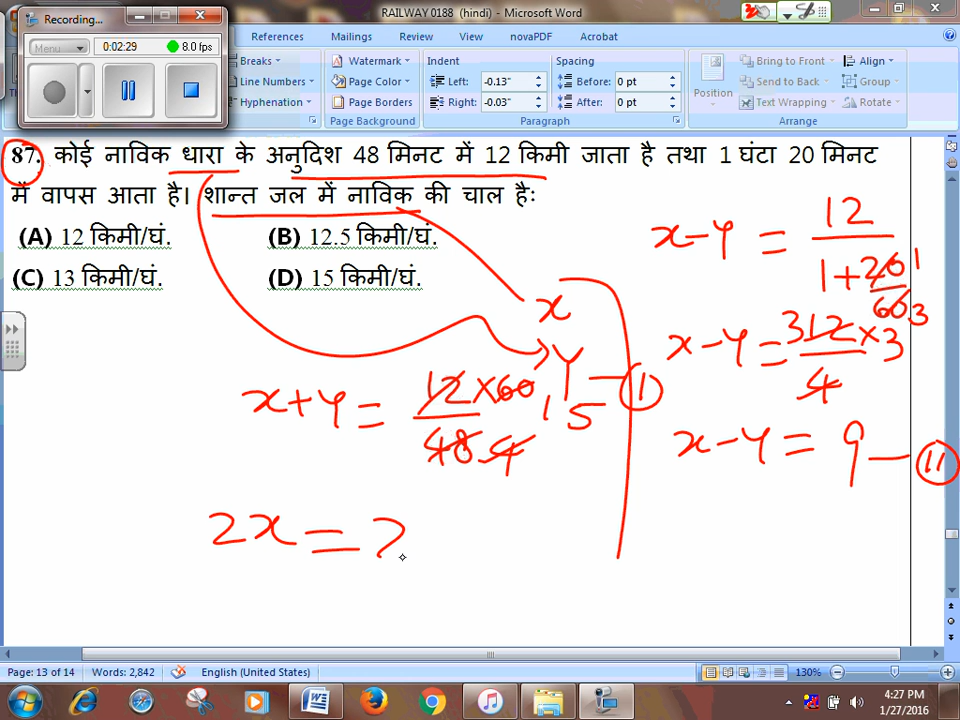 Recording...
RAILWAY 0188 (hindi) - Microsoft Word
Menu
0:02:29
8.0 fps
References Mailings Review View novaPDF Acrobat
Breaks Watermark Indent Spacing Bring to Front Align
Line Numbers Page Color Left: -0.13" Before: 0 pt Position Send to Back Group
Hyphenation Page Borders Right: -0.03" After: 0 pt Text Wrapping Rotate
Page Background Paragraph Arrange
87. कोई नाविक धारा के अनुदिश 48 मिनट में 12 किमी जाता है तथा 1 घंटा 20 मिनट
में वापस आता है। शान्त जल में नाविक की चाल हैः
(A) 12 किमी/घं. (B) 12.5 किमी/घं.
(C) 13 किमी/घं. (D) 15 किमी/घं.
x-y = 12
1+20 1
60 3
x
x-y = 3 12 × 3
4
y
x+y = 12×60 15 - 1
48 4
x-y = 9 - 11
2x = 2
Page: 13 of 14 Words: 2,842 English (United States) 130%
4:27 PM
1/27/2016